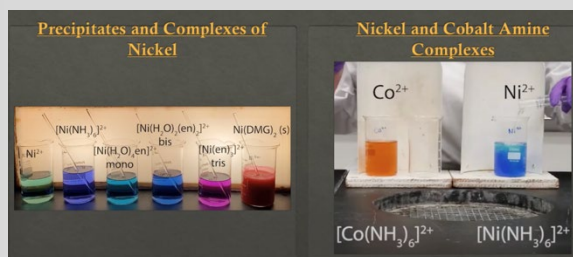 Precipitates and Complexes of
Nickel
Ni²⁺
[Ni(NH₃)₆]²⁺
[Ni(H₂O)₄en]²⁺
mono
[Ni(H₂O)₂(en)₂]²⁺
bis
[Ni(en)₃]²⁺
tris
Ni(DMG)₂ (s)
Nickel and Cobalt Amine
Complexes
Co²⁺
Ni²⁺
[Co(NH₃)₆]²⁺
[Ni(NH₃)₆]²⁺